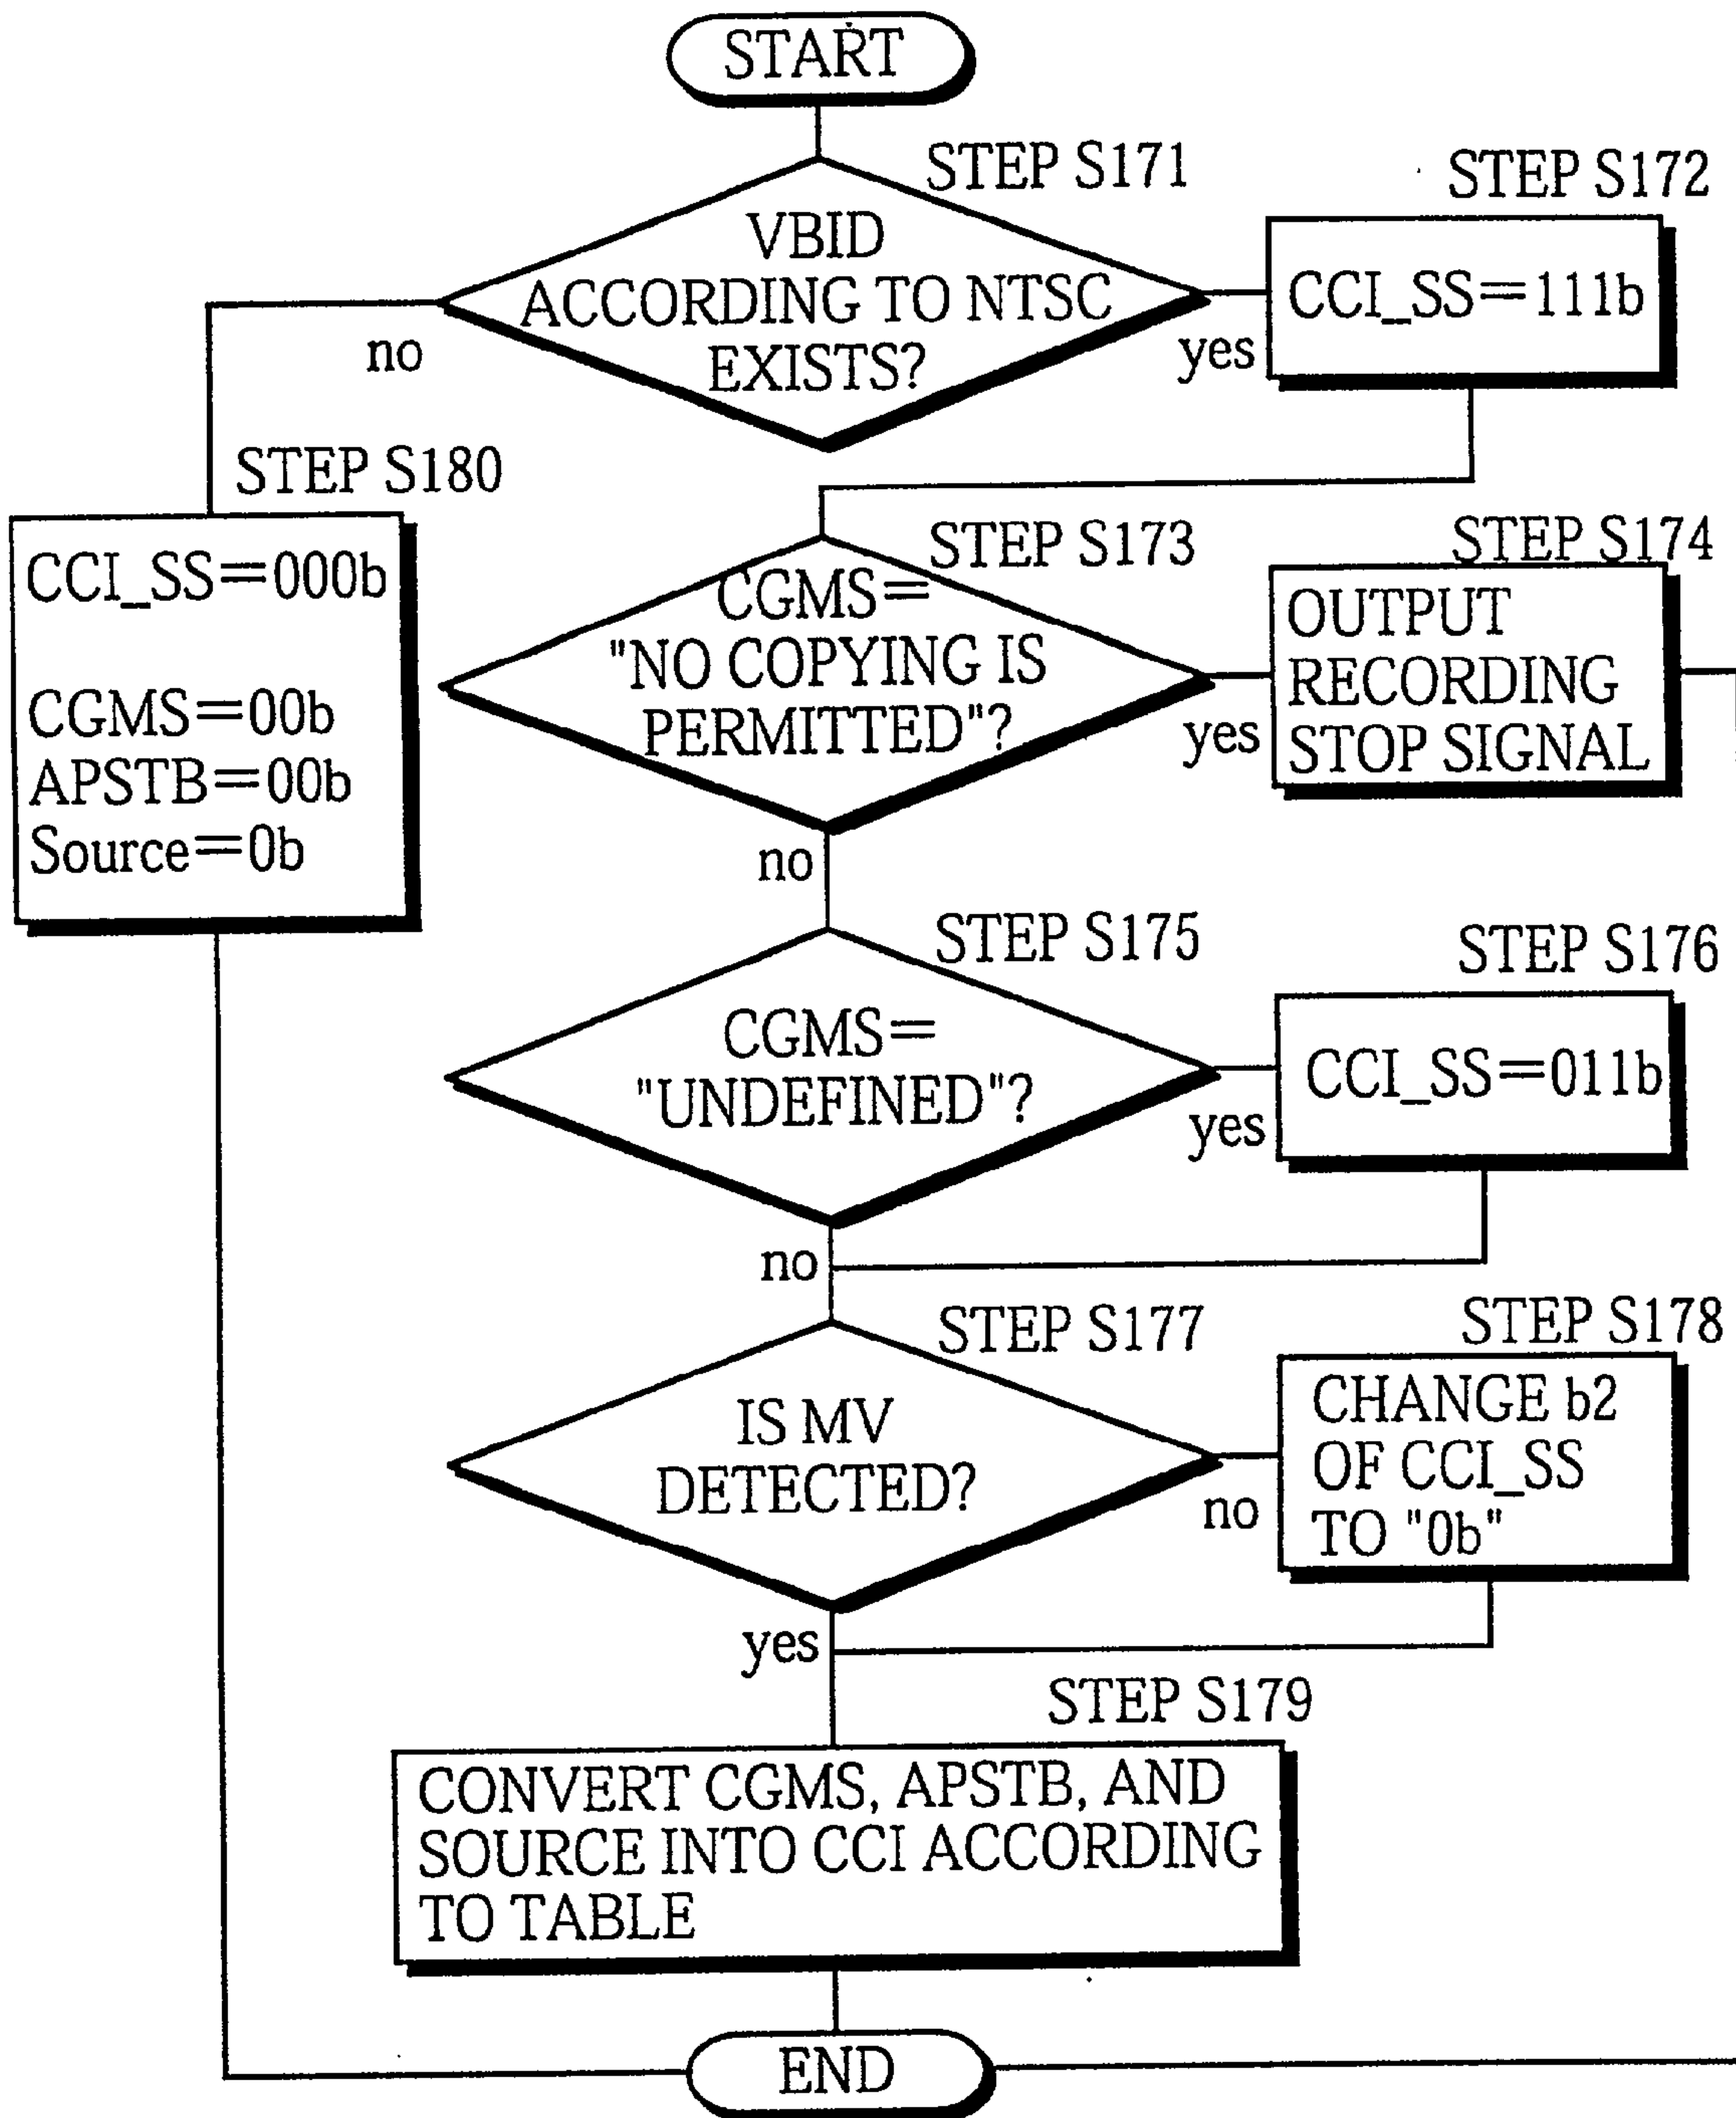 START
STEP S171
VBID
ACCORDING TO NTSC
EXISTS?
no
yes
STEP S172
CCI_SS=111b
STEP S180
CCI_SS=000b
CGMS=00b
APSTB=00b
Source=0b
STEP S173
CGMS=
"NO COPYING IS
PERMITTED"?
yes
no
STEP S174
OUTPUT
RECORDING
STOP SIGNAL
STEP S175
CGMS=
"UNDEFINED"?
yes
no
STEP S176
CCI_SS=011b
STEP S177
IS MV
DETECTED?
no
yes
STEP S178
CHANGE b2
OF CCI_SS
TO "0b"
STEP S179
CONVERT CGMS, APSTB, AND
SOURCE INTO CCI ACCORDING
TO TABLE
END